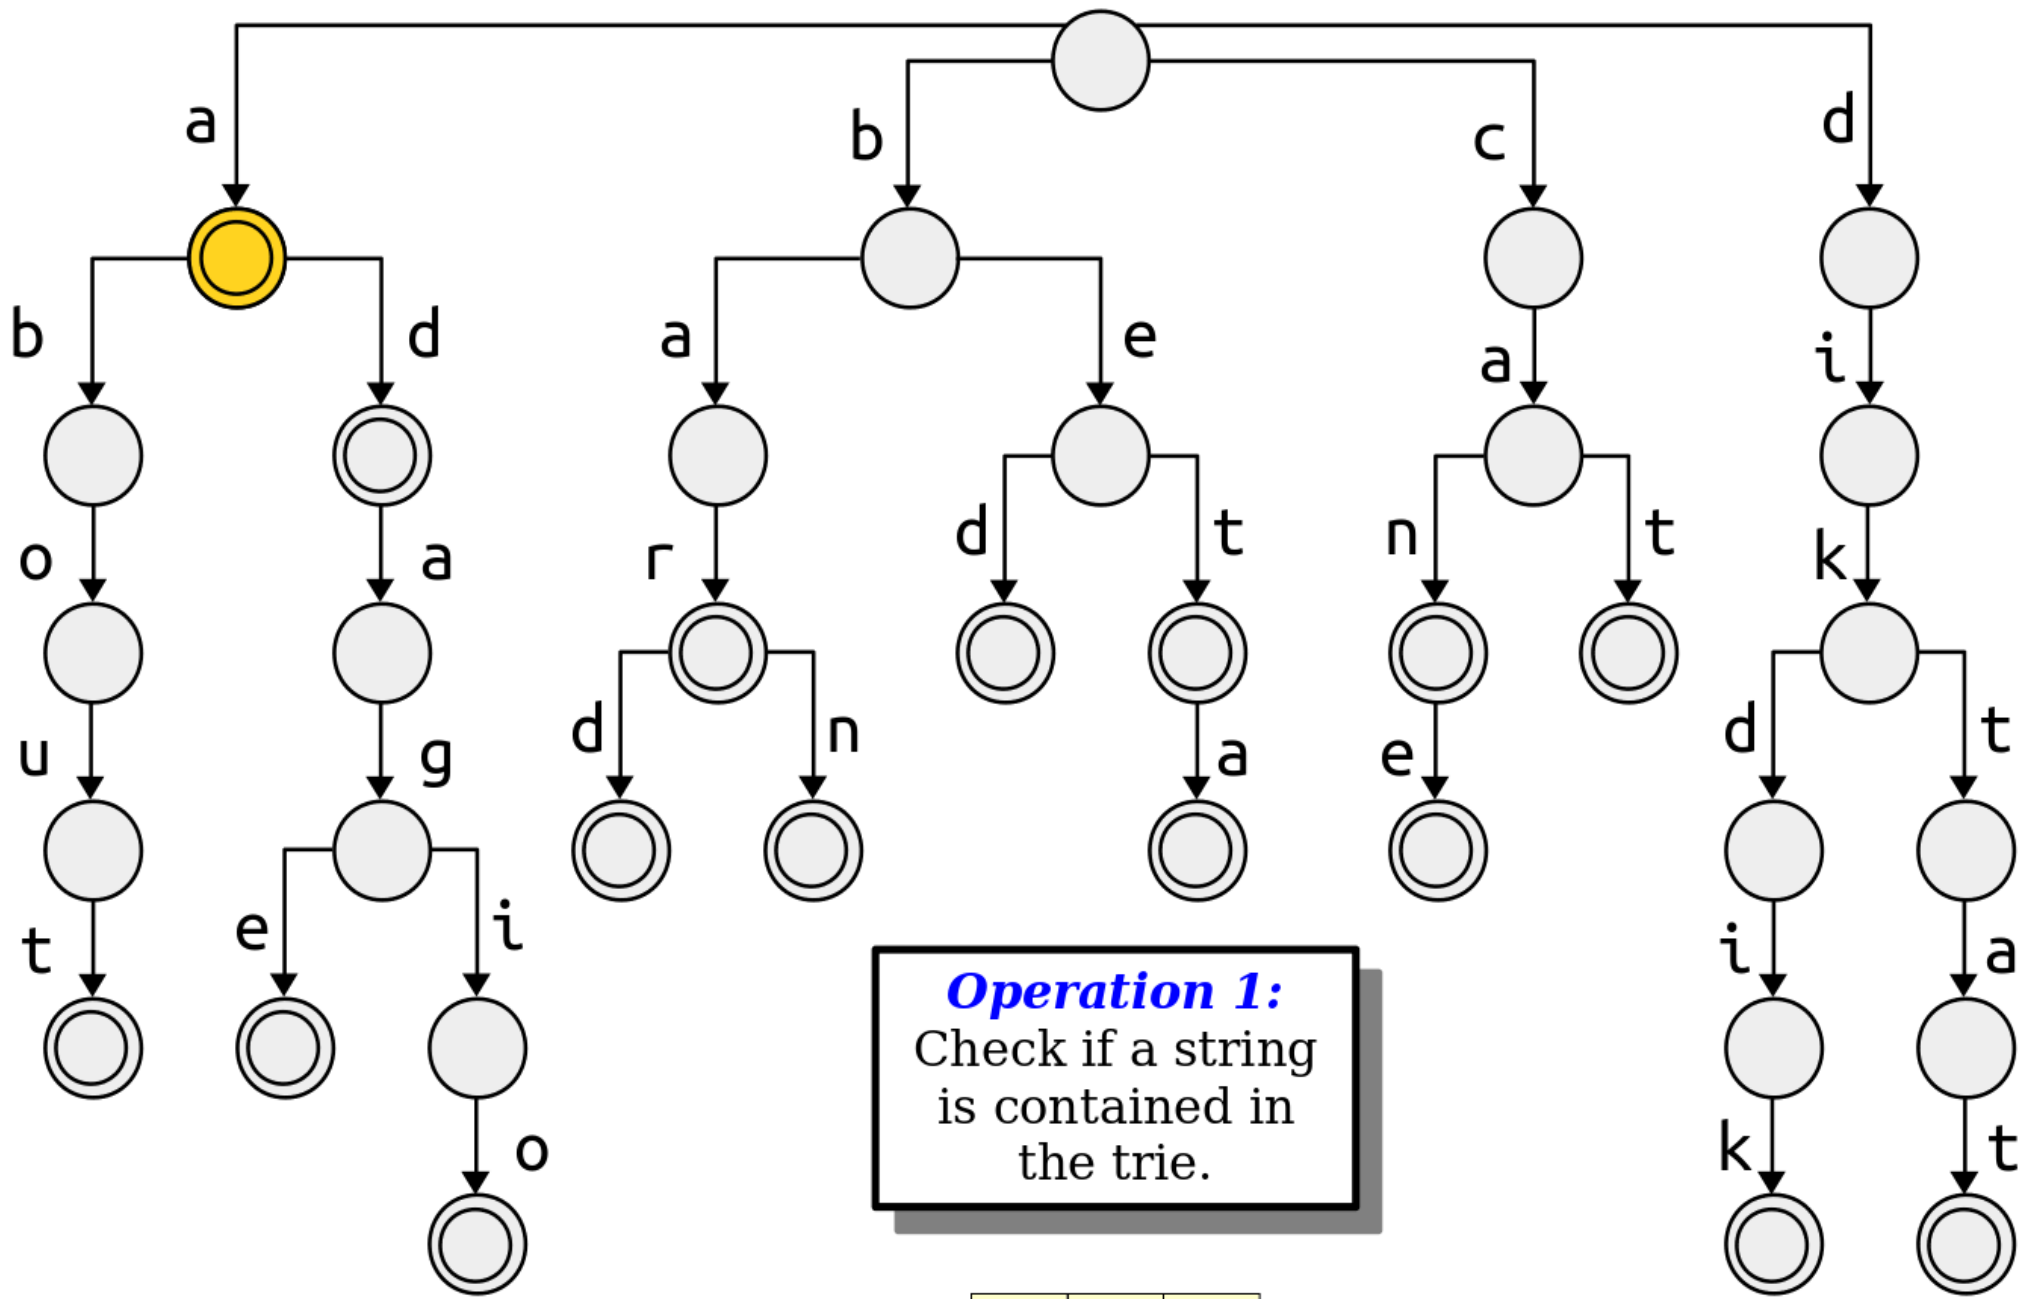 a
b
c
d
b
d
a
e
a
i
o
a
r
d
t
n
t
k
u
g
d
n
a
e
d
t
t
e
i
i
a
o
k
t
Operation 1:
Check if a string
is contained in
the trie.